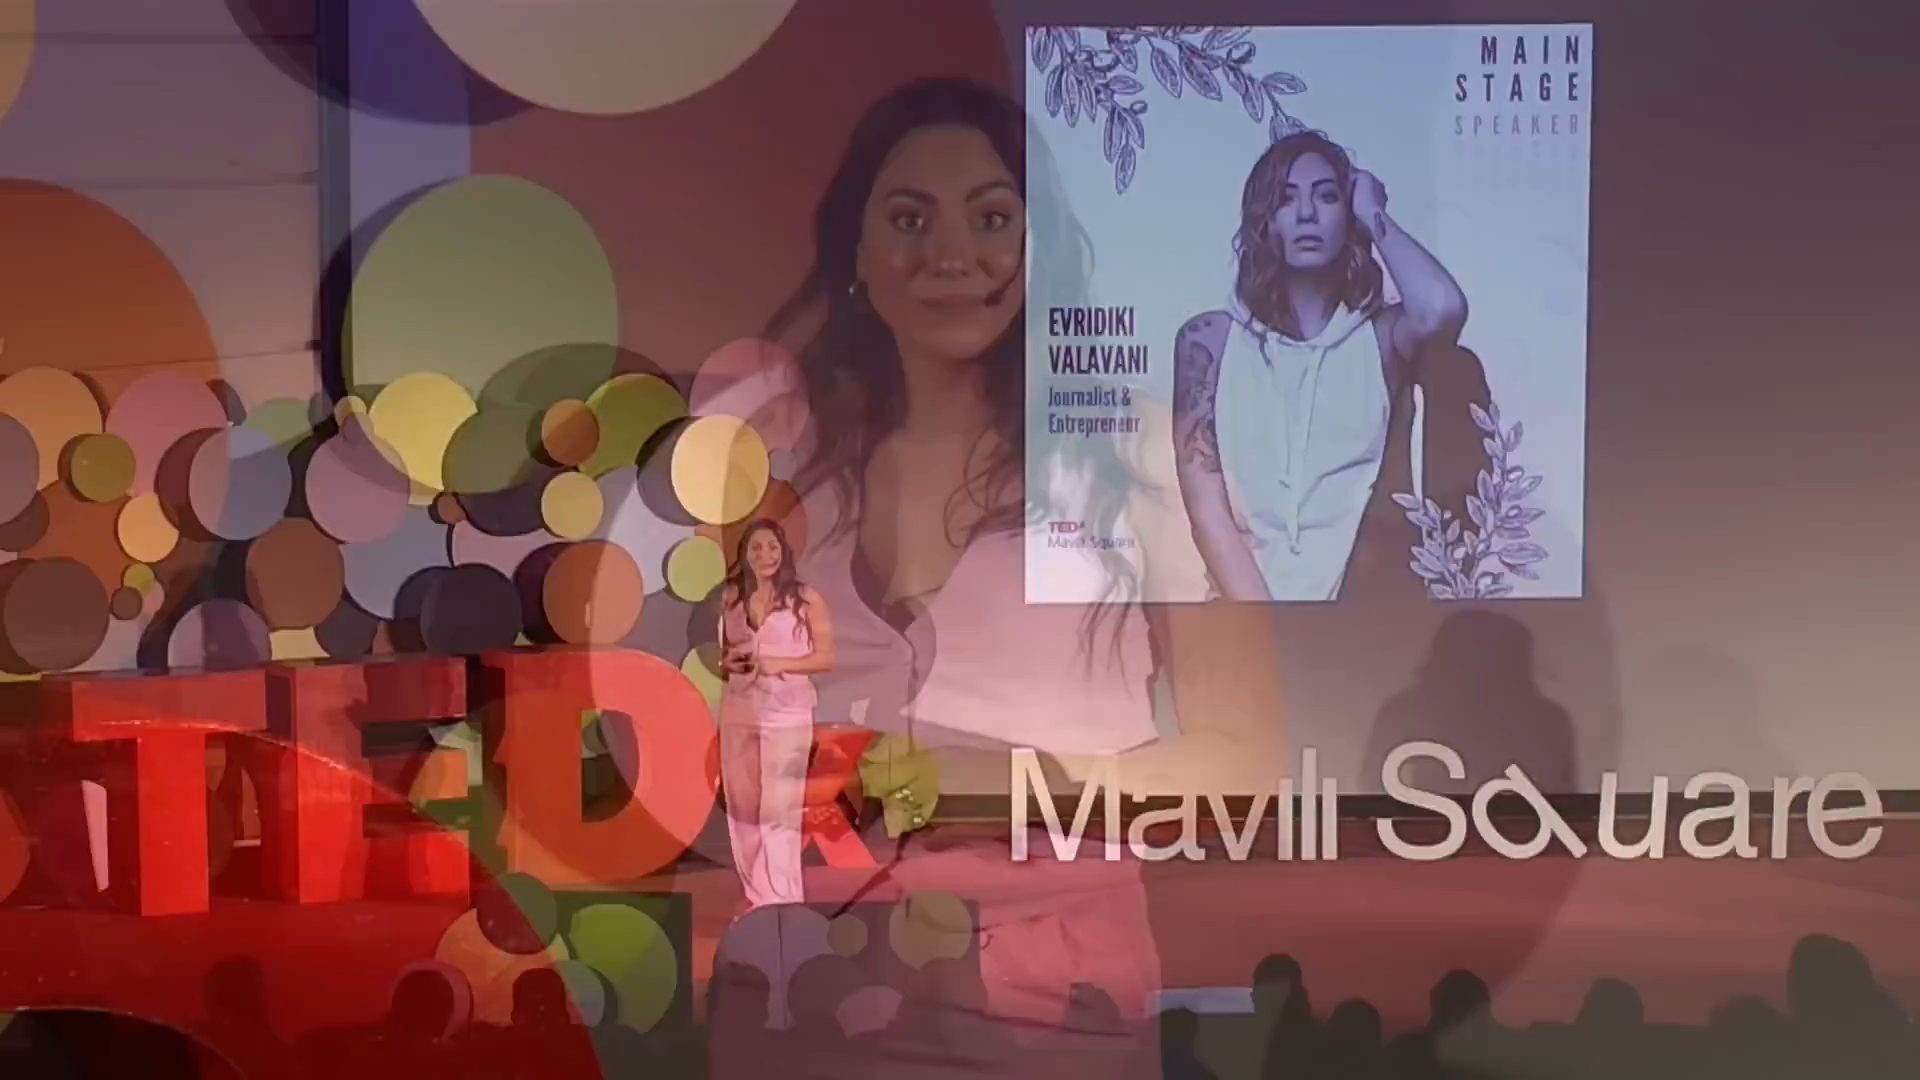 MAIN
STAGE
SPEAKER
EVRIDIKI
VALAVANI
Journalist &
Entrepreneur
TEDx
Mavili Square
TEDx
Mavili Square